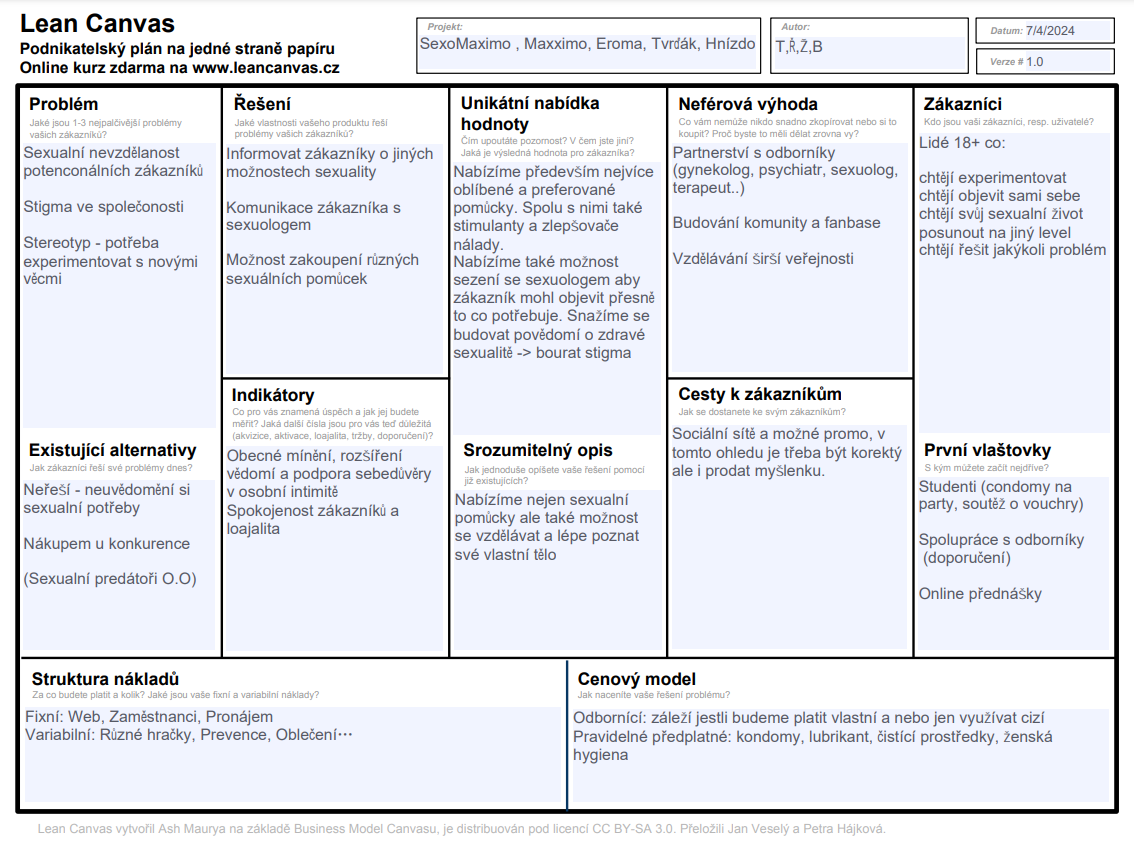 Lean Canvas
Podnikatelský plán na jedné straně papíru
Online kurz zdarma na www.leancanvas.cz
Projekt:
SexoMaximo , Maxximo, Eroma, Tvrďák, Hnízdo
Autor:
T,Ř,Ž,B
Datum: 7/4/2024
Verze # 1.0
Problém
Jaké jsou 1-3 nejpalčivější problémy
vašich zákazníků?
Sexualní nevzdělanost
potenconálních zákazníků
Stigma ve společonosti
Stereotyp - potřeba
experimentovat s novými
věcmi
Existující alternativy
Jak zákazníci řeší své problémy dnes?
Neřeší - neuvědomění si
sexualní potřeby
Nákupem u konkurence
(Sexualní predátoři O.O)
Řešení
Jaké vlastnosti vašeho produktu řeší
problémy vašich zákazníků?
Informovat zákazníky o jiných
možnostech sexuality
Komunikace zákazníka s
sexuologem
Možnost zakoupení různých
sexuálních pomůcek
Indikátory
Co pro vás znamená úspěch a jak jej budete
měřit? Jaká další čísla jsou pro vás teď důležitá
(akvizice, aktivace, loajalita, tržby, doporučení)?
Obecné mínění, rozšíření
vědomí a podpora sebedůvěry
v osobní intimitě
Spokojenost zákazníků a
loajalita
Unikátní nabídka
hodnoty
Čím upoutáte pozornost? V čem jste jiní?
Jaká je výsledná hodnota pro zákazníka?
Nabízíme především nejvíce
oblíbené a preferované
pomůcky. Spolu s nimi také
stimulanty a zlepšovače
nálady.
Nabízíme také možnost
sezení se sexuologem aby
zákazník mohl objevit přesně
to co potřebuje. Snažíme se
budovat povědomí o zdravé
sexualitě -> bourat stigma
Srozumitelný opis
Jak jednoduše opíšete vaše řešení pomocí
již existujících?
Nabízíme nejen sexualní
pomůcky ale také možnost
se vzdělávat a lépe poznat
své vlastní tělo
Neférová výhoda
Co vám nemůže nikdo snadno zkopírovat nebo si to
koupit? Proč byste to měli dělat zrovna vy?
Partnerství s odborníky
(gynekolog, psychiatr, sexuolog,
terapeut..)
Budování komunity a fanbase
Vzdělávání širší veřejnosti
Cesty k zákazníkům
Jak se dostanete ke svým zákazníkům?
Sociální sítě a možné promo, v
tomto ohledu je třeba být korektý
ale i prodat myšlenku.
Zákazníci
Kdo jsou vaši zákazníci, resp. uživatelé?
Lidé 18+ co:
chtějí experimentovat
chtějí objevit sami sebe
chtějí svůj sexualní život
posunout na jiný level
chtějí řešit jakýkoli problém
První vlaštovky
S kým můžete začít nejdříve?
Studenti (condomy na
party, soutěž o vouchry)
Spolupráce s odborníky
(doporučení)
Online přednášky
Struktura nákladů
Za co budete platit a kolik? Jaké jsou vaše fixní a variabilní náklady?
Fixní: Web, Zaměstnanci, Pronájem
Variabilní: Různé hračky, Prevence, Oblečení···
Cenový model
Jak naceníte vaše řešení problému?
Odborníci: záleží jestli budeme platit vlastní a nebo jen využívat cizí
Pravidelné předplatné: kondomy, lubrikant, čistící prostředky, ženská
hygiena
Lean Canvas vytvořil Ash Maurya na základě Business Model Canvasu, je distribuován pod licencí CC BY-SA 3.0. Přeložili Jan Veselý a Petra Hájková.